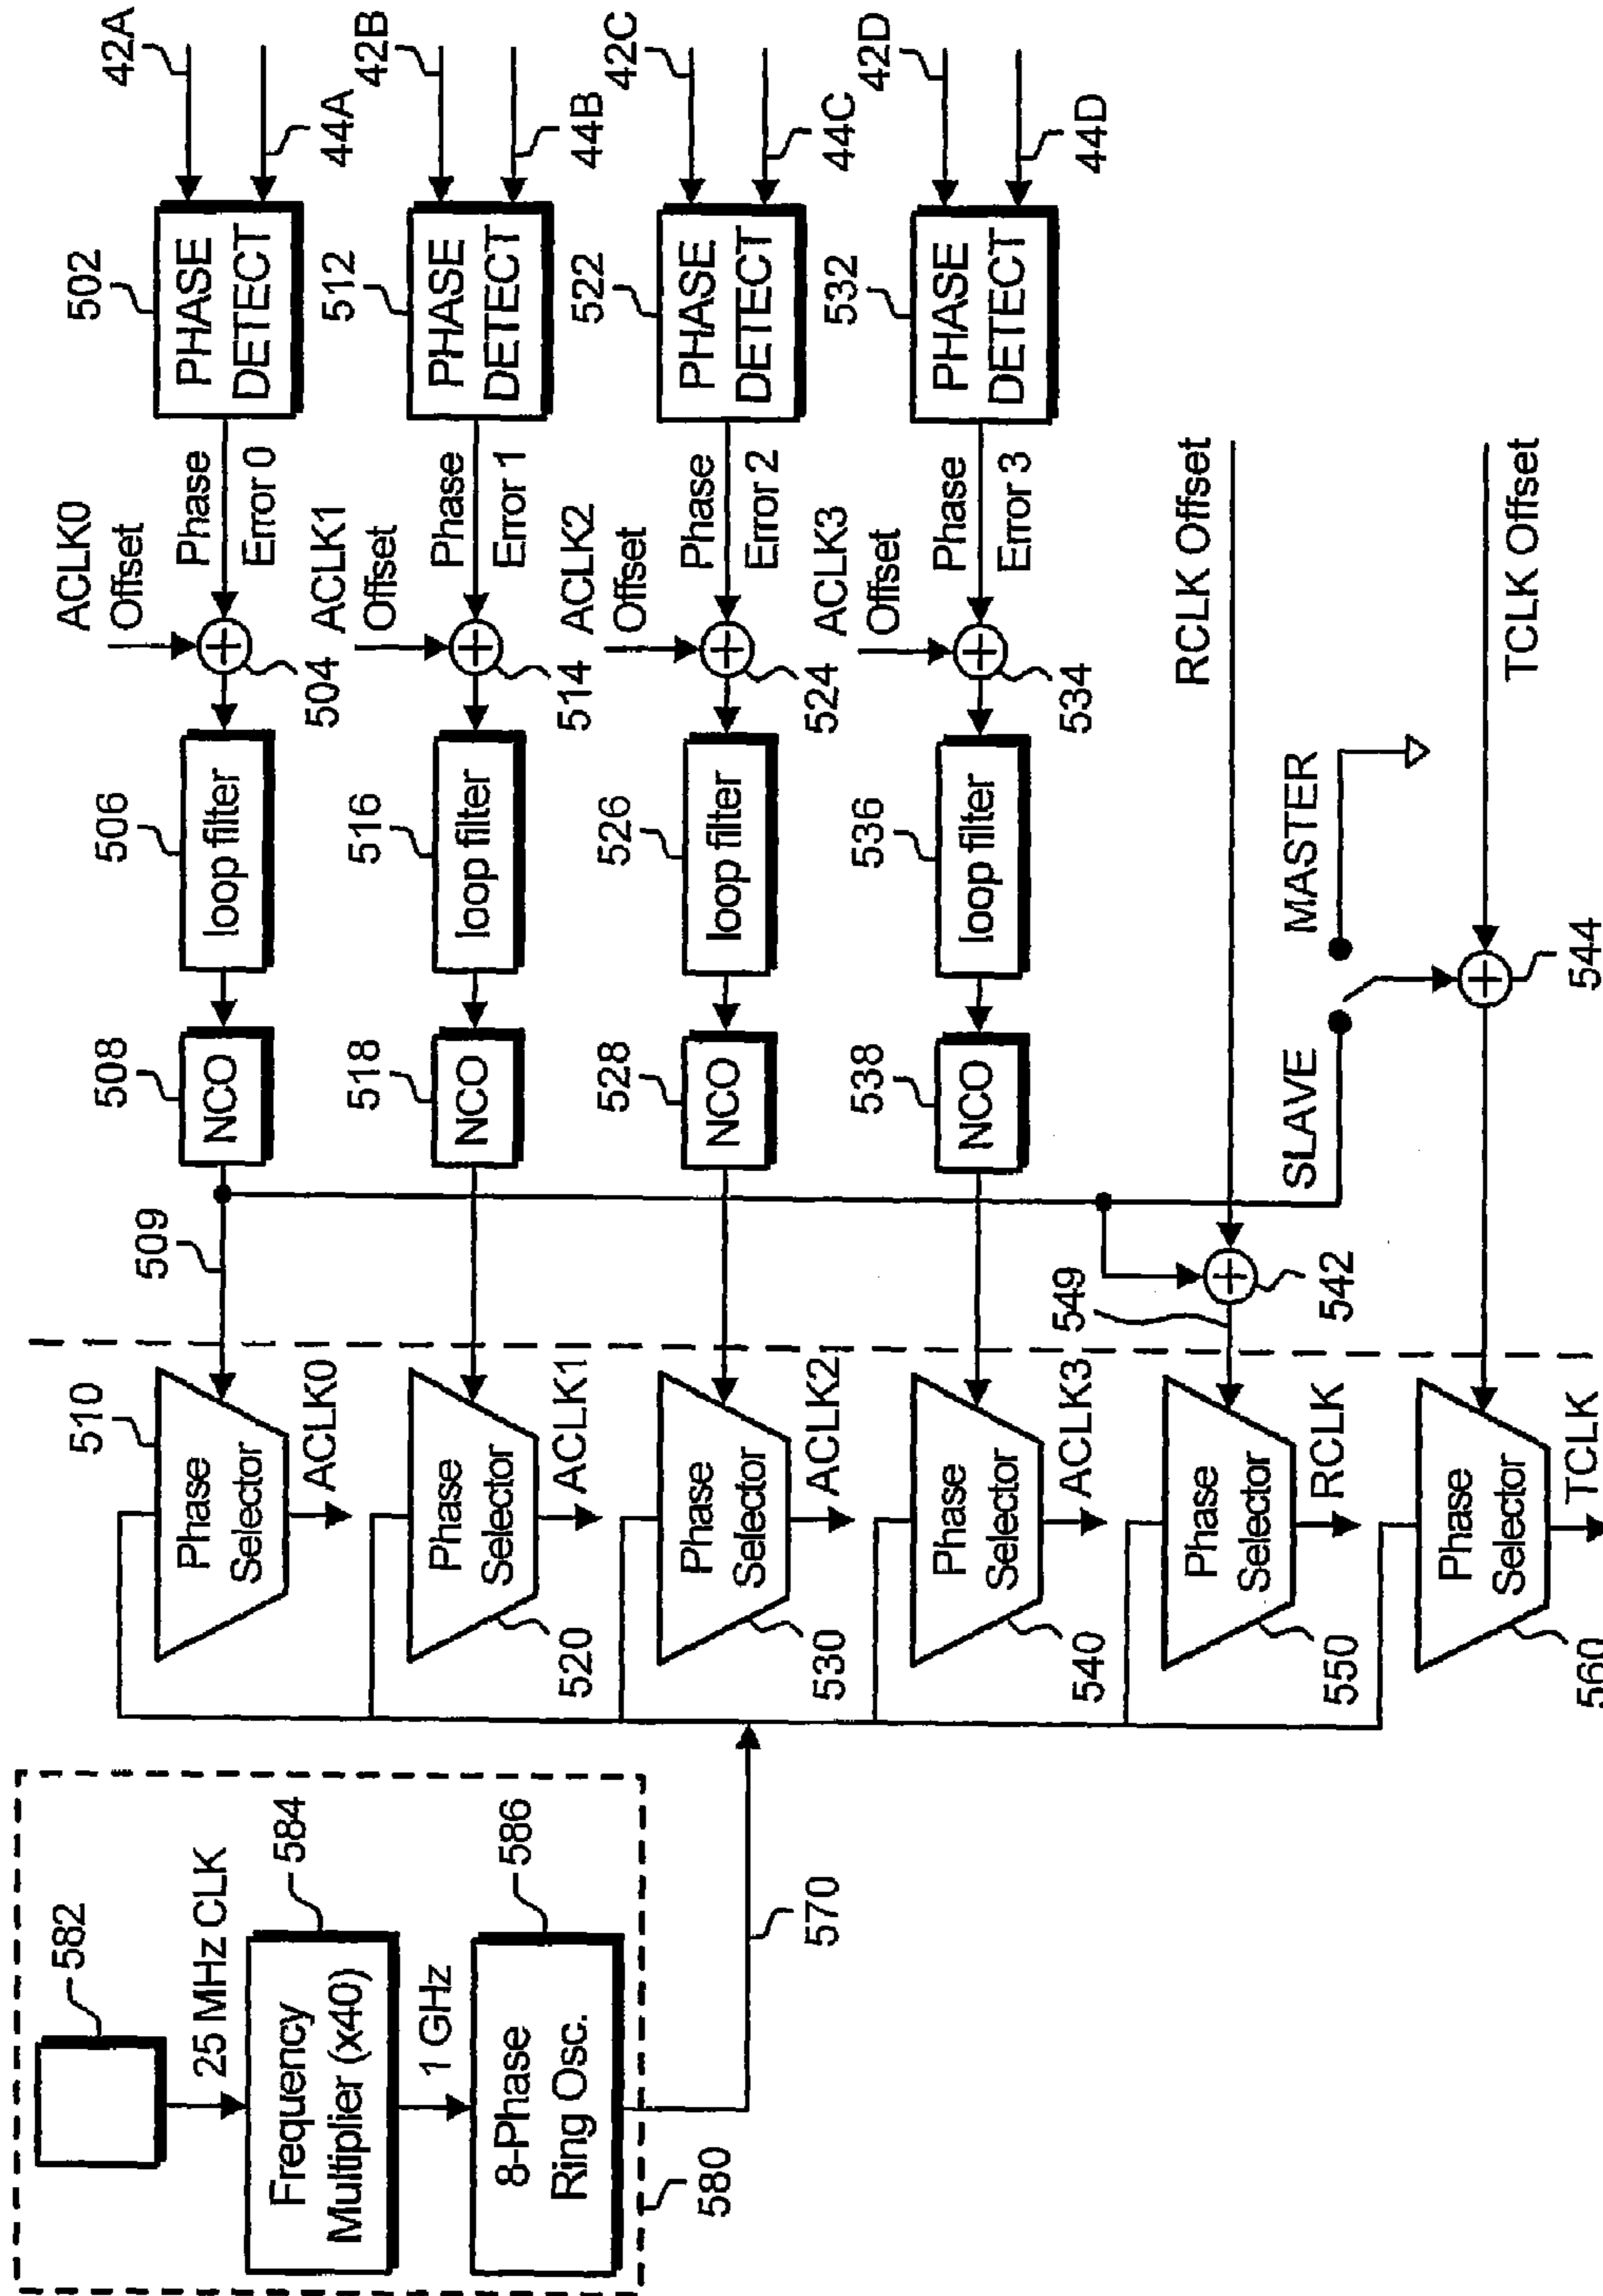 42A
44A
502
PHASE
DETECT
Phase
Error 0
ACLK0
Offset
504
506
loop filter
508
NCO
509
510
Phase
Selector
ACLK0
42B
44B
512
PHASE
DETECT
Phase
Error 1
ACLK1
Offset
514
516
loop filter
518
NCO
Phase
Selector
520
ACLK1
42C
44C
522
PHASE
DETECT
Phase
Error 2
ACLK2
Offset
524
526
loop filter
528
NCO
Phase
Selector
530
ACLK2
42D
44D
532
PHASE
DETECT
Phase
Error 3
ACLK3
Offset
534
536
loop filter
538
NCO
Phase
Selector
540
ACLK3
RCLK Offset
542
549
Phase
Selector
550
RCLK
SLAVE
MASTER
TCLK Offset
544
Phase
Selector
560
TCLK
582
25 MHz CLK
584
Frequency
Multiplier (x40)
1 GHz
586
8-Phase
Ring Osc.
580
570